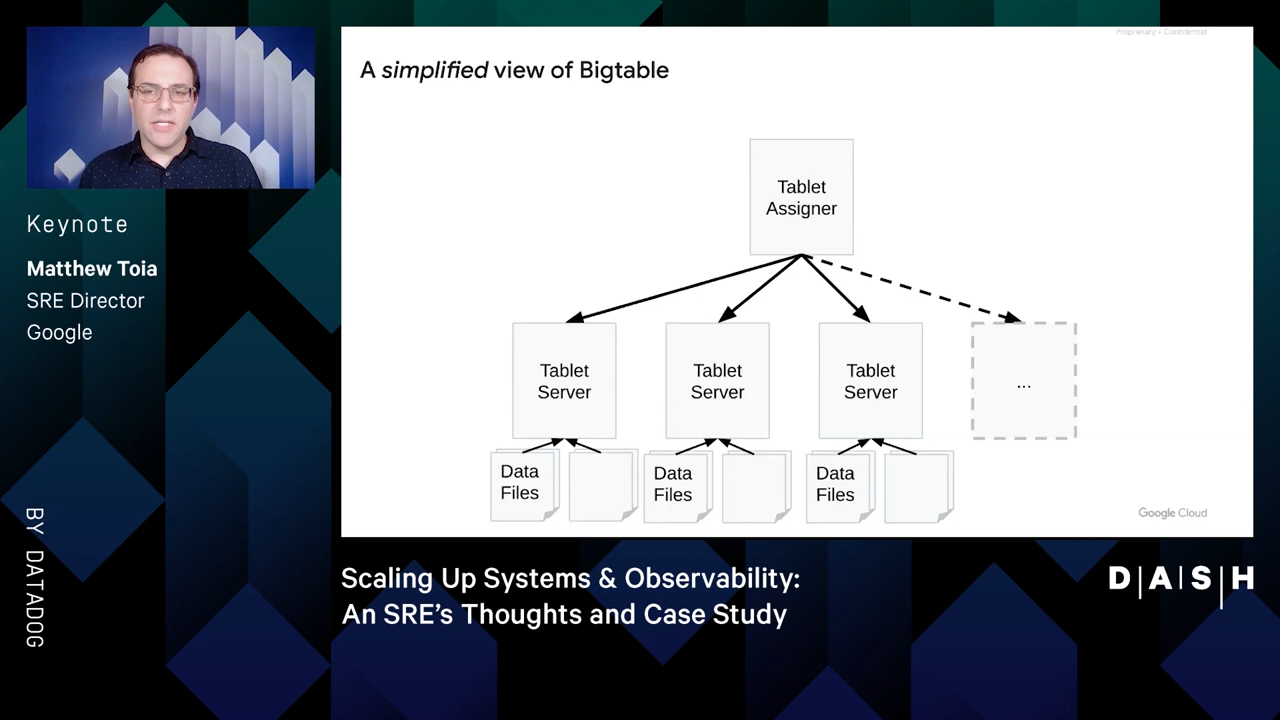 Proprietary + Confidential
A simplified view of Bigtable
Tablet
Assigner
Tablet
Server
Tablet
Server
Tablet
Server
...
Data
Files
Data
Files
Data
Files
Google Cloud
Keynote
Matthew Toia
SRE Director
Google
BY DATADOG
Scaling Up Systems & Observability:
An SRE's Thoughts and Case Study
D|A|S|H